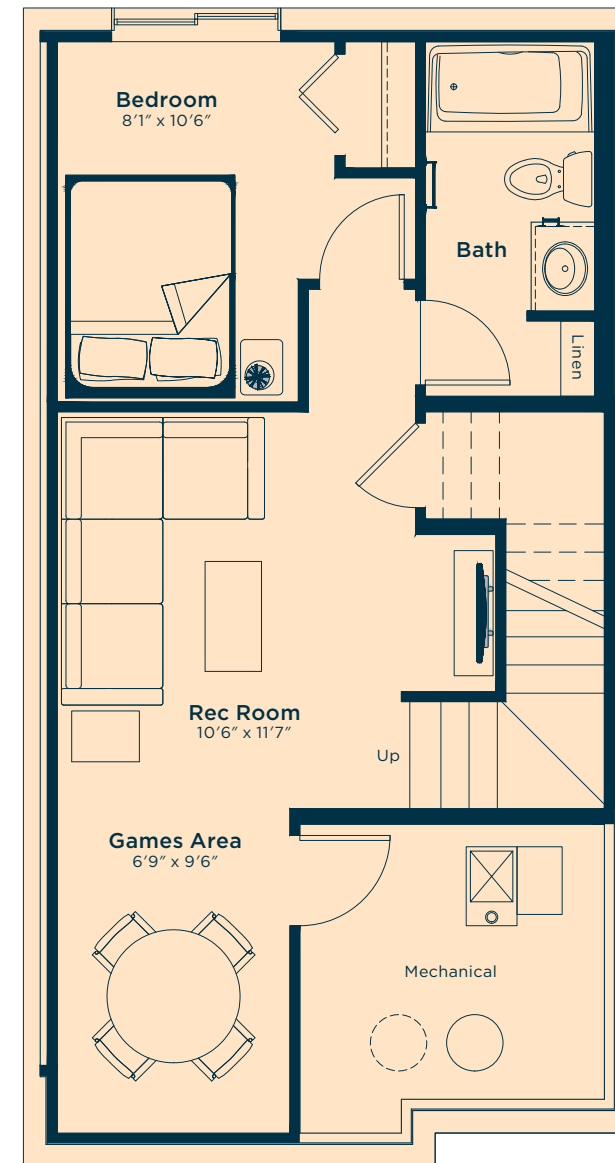 Bedroom
8′1″ x 10′6″
Bath
Linen
Rec Room
10′6″ x 11′7″
Up
Games Area
6′9″ x 9′6″
Mechanical